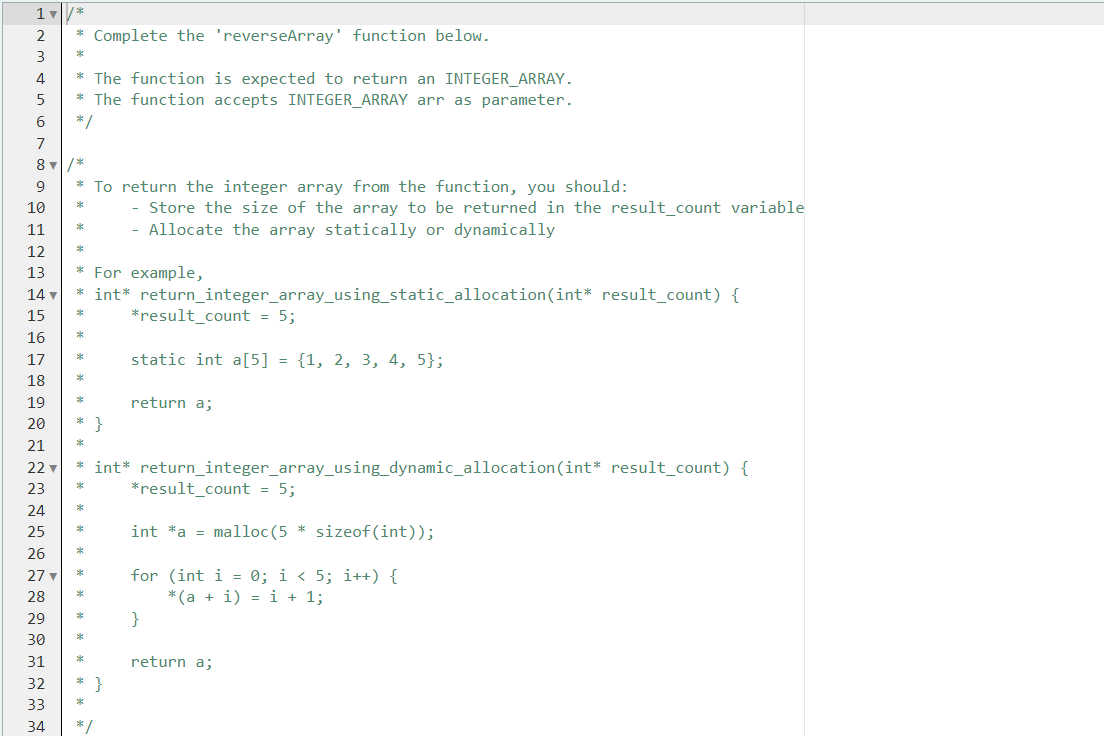 1 /*
2  * Complete the 'reverseArray' function below.
3  *
4  * The function is expected to return an INTEGER_ARRAY.
5  * The function accepts INTEGER_ARRAY arr as parameter.
6  */
7
8 /*
9  * To return the integer array from the function, you should:
10  *     - Store the size of the array to be returned in the result_count variable
11  *     - Allocate the array statically or dynamically
12  *
13  * For example,
14  * int* return_integer_array_using_static_allocation(int* result_count) {
15  *     *result_count = 5;
16  *
17  *     static int a[5] = {1, 2, 3, 4, 5};
18  *
19  *     return a;
20  * }
21  *
22  * int* return_integer_array_using_dynamic_allocation(int* result_count) {
23  *     *result_count = 5;
24  *
25  *     int *a = malloc(5 * sizeof(int));
26  *
27  *     for (int i = 0; i < 5; i++) {
28  *         *(a + i) = i + 1;
29  *     }
30  *
31  *     return a;
32  * }
33  *
34  */